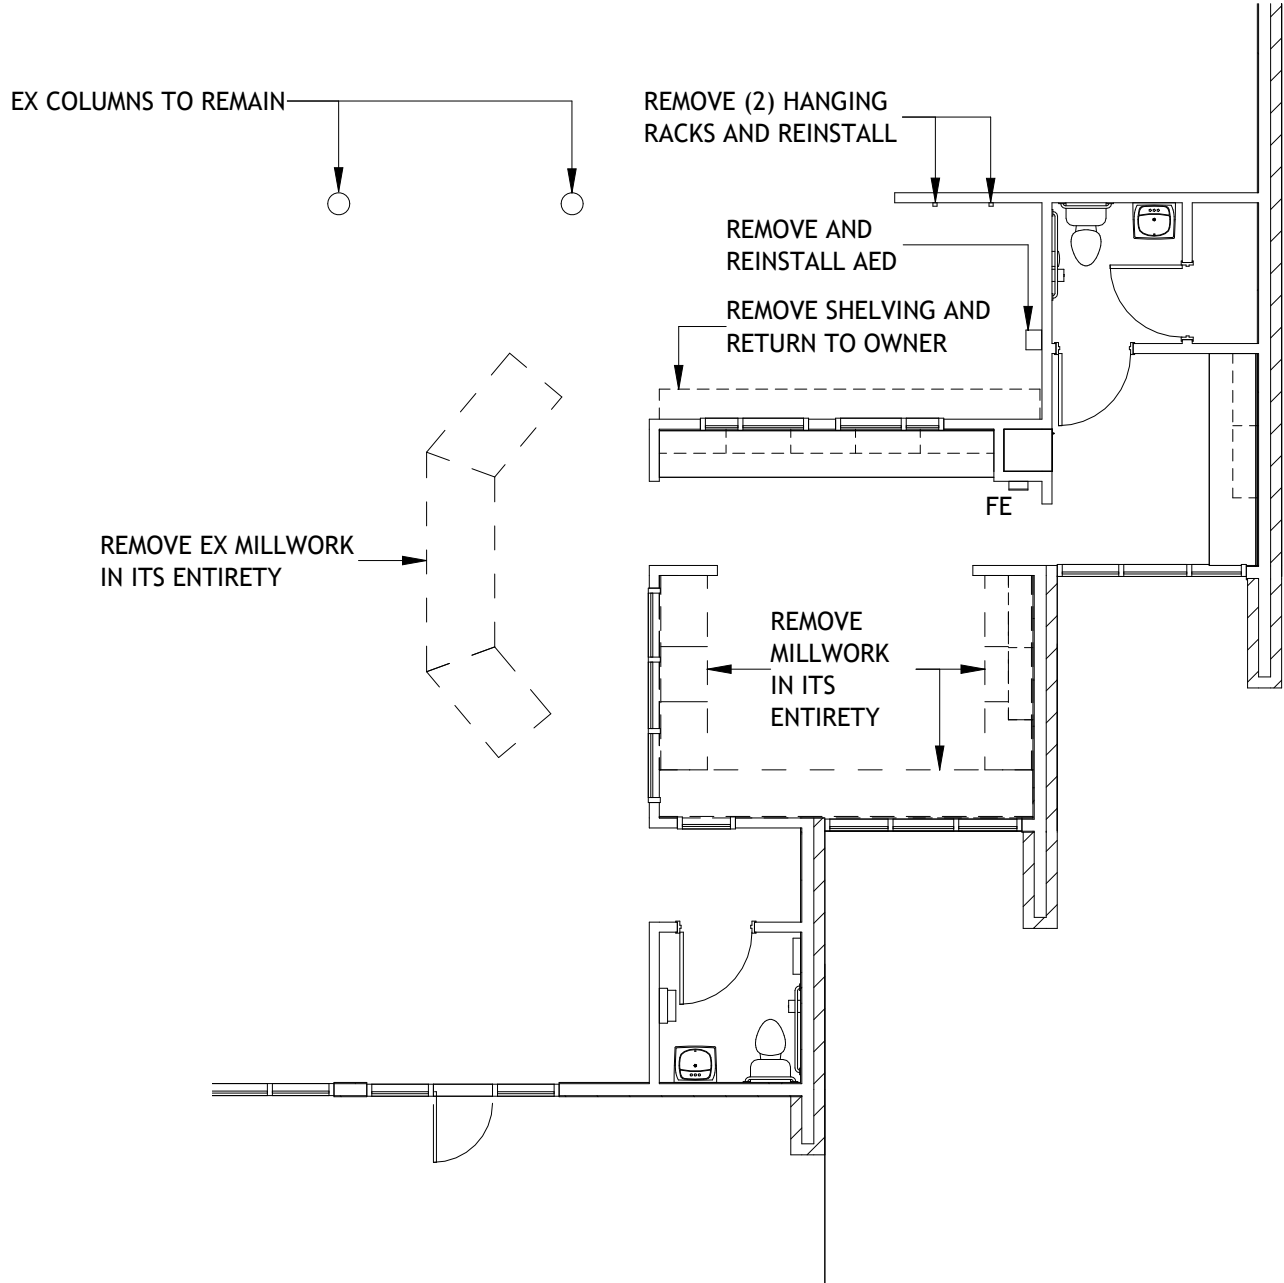 EX COLUMNS TO REMAIN
REMOVE (2) HANGING
RACKS AND REINSTALL
REMOVE AND
REINSTALL AED
REMOVE SHELVING AND
RETURN TO OWNER
FE
REMOVE EX MILLWORK
IN ITS ENTIRETY
REMOVE
MILLWORK
IN ITS
ENTIRETY